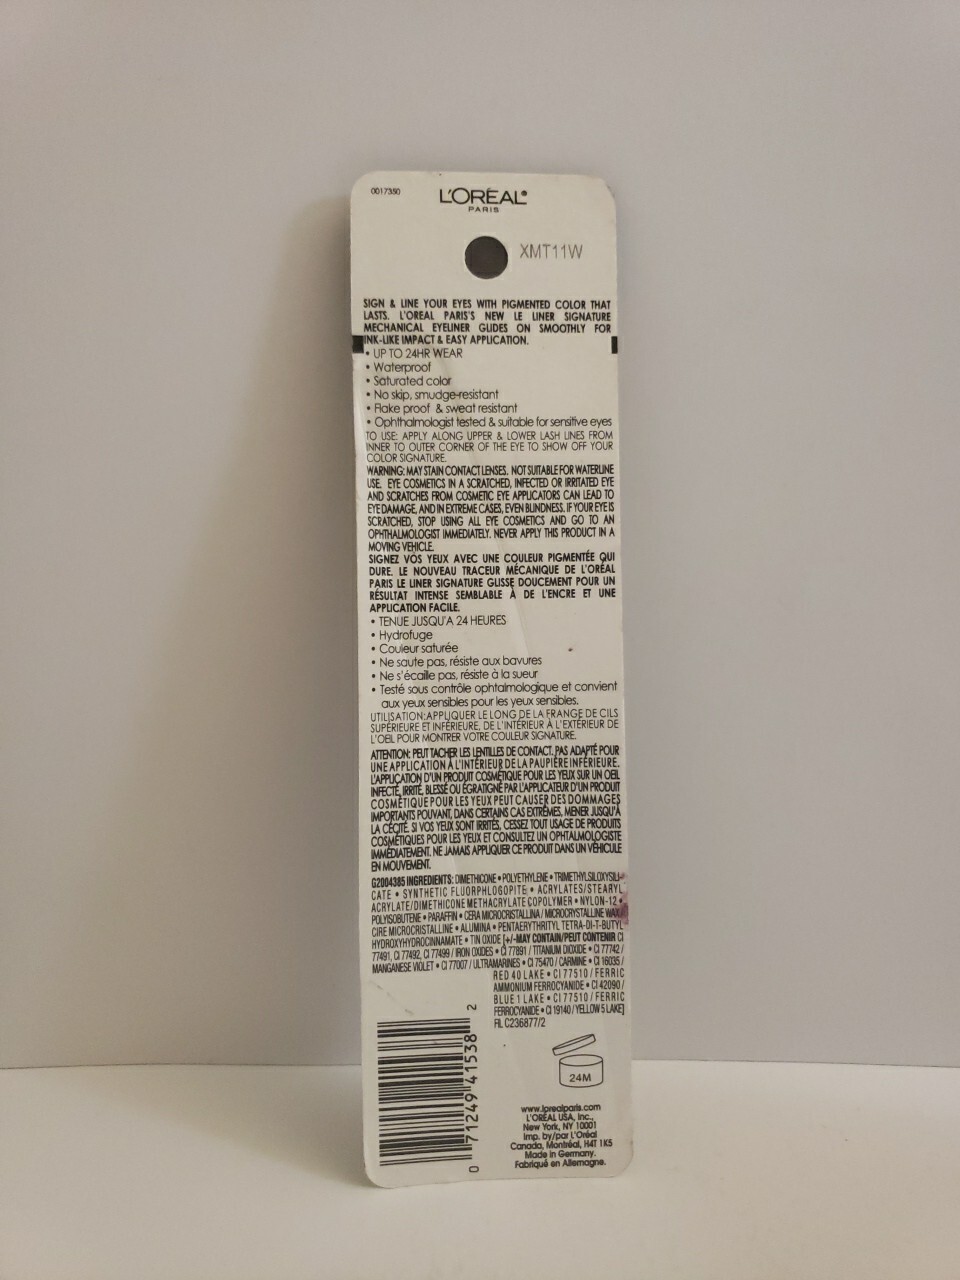 0017350
L'ORÉAL®
PARIS
XMT11W
SIGN & LINE YOUR EYES WITH PIGMENTED COLOR THAT
LASTS. L'OREAL PARIS'S NEW LE LINER SIGNATURE
MECHANICAL EYELINER GLIDES ON SMOOTHLY FOR
INK-LIKE IMPACT & EASY APPLICATION.
• UP TO 24HR WEAR
• Waterproof
• Saturated color
• No skip, smudge-resistant
• Flake proof & sweat resistant
• Ophthalmologist tested & suitable for sensitive eyes
TO USE: APPLY ALONG UPPER & LOWER LASH LINES FROM
INNER TO OUTER CORNER OF THE EYE TO SHOW OFF YOUR
COLOR SIGNATURE.
WARNING: MAY STAIN CONTACT LENSES. NOT SUITABLE FOR WATERLINE
USE. EYE COSMETICS IN A SCRATCHED, INFECTED OR IRRITATED EYE
AND SCRATCHES FROM COSMETIC EYE APPLICATORS CAN LEAD TO
EYE DAMAGE, AND IN EXTREME CASES, EVEN BLINDNESS. IF YOUR EYE IS
SCRATCHED, STOP USING ALL EYE COSMETICS AND GO TO AN
OPHTHALMOLOGIST IMMEDIATELY. NEVER APPLY THIS PRODUCT IN A
MOVING VEHICLE.
SIGNEZ VOS YEUX AVEC UNE COULEUR PIGMENTÉE QUI
DURE. LE NOUVEAU TRACEUR MÉCANIQUE DE L'ORÉAL
PARIS LE LINER SIGNATURE GLISSE DOUCEMENT POUR UN
RÉSULTAT INTENSE SEMBLABLE À DE L'ENCRE ET UNE
APPLICATION FACILE.
• TENUE JUSQU'A 24 HEURES
• Hydrofuge
• Couleur saturée
• Ne saute pas, résiste aux bavures
• Ne s'écaille pas, résiste à la sueur
• Testé sous contrôle ophtalmologique et convient
aux yeux sensibles pour les yeux sensibles.
UTILISATION: APPLIQUER LE LONG DE LA FRANGE DE CILS
SUPÉRIEURE ET INFÉRIEURE, DE L'INTÉRIEUR À L'EXTÉRIEUR DE
L'OEIL POUR MONTRER VOTRE COULEUR SIGNATURE.
ATTENTION: PEUT TACHER LES LENTILLES DE CONTACT. PAS ADAPTÉ POUR
UNE APPLICATION À L'INTÉRIEUR DE LA PAUPIÈRE INFÉRIEURE.
L'APPLICATION D'UN PRODUIT COSMÉTIQUE POUR LES YEUX SUR UN OEIL
INFECTÉ, IRRITÉ, BLESSÉ OU ÉGRATIGNÉ PAR L'APPLICATEUR D'UN PRODUIT
COSMÉTIQUE POUR LES YEUX PEUT CAUSER DES DOMMAGES
IMPORTANTS POUVANT, DANS CERTAINS CAS EXTRÊMES, MENER JUSQU'À
LA CÉCITÉ. SI VOS YEUX SONT IRRITÉS, CESSEZ TOUT USAGE DE PRODUITS
COSMÉTIQUES POUR LES YEUX ET CONSULTEZ UN OPHTALMOLOGISTE
IMMÉDIATEMENT. NE JAMAIS APPLIQUER CE PRODUIT DANS UN VÉHICULE
EN MOUVEMENT.
G2004385 INGREDIENTS: DIMETHICONE • POLYETHYLENE • TRIMETHYLSILOXYSILI-
CATE • SYNTHETIC FLUORPHLOGOPITE • ACRYLATES/STEARYL
ACRYLATE/DIMETHICONE METHACRYLATE COPOLYMER • NYLON-12 •
POLYISOBUTENE • PARAFFIN • CERA MICROCRISTALLINA / MICROCRYSTALLINE WAX /
CIRE MICROCRISTALLINE • ALUMINA • PENTAERYTHRITYL TETRA-DI-T-BUTYL
HYDROXYHYDROCINNAMATE • TIN OXIDE [+/- MAY CONTAIN/PEUT CONTENIR CI
77491, CI 77492, CI 77499 / IRON OXIDES • CI 77891 / TITANIUM DIOXIDE • CI 77742 /
MANGANESE VIOLET • CI 77007 / ULTRAMARINES • CI 75470 / CARMINE • CI 16035 /
RED 40 LAKE • CI 77510 / FERRIC
AMMONIUM FERROCYANIDE • CI 42090 /
BLUE 1 LAKE • CI 77510 / FERRIC
FERROCYANIDE • CI 19140 / YELLOW 5 LAKE]
FIL C236877/2
0 71249 41538 2
24M
www.lorealparis.com
L'ORÉAL USA, Inc.,
New York, NY 10001
Imp. by/par L'Oréal
Canada, Montréal, H4T 1K5
Made in Germany.
Fabriqué en Allemagne.